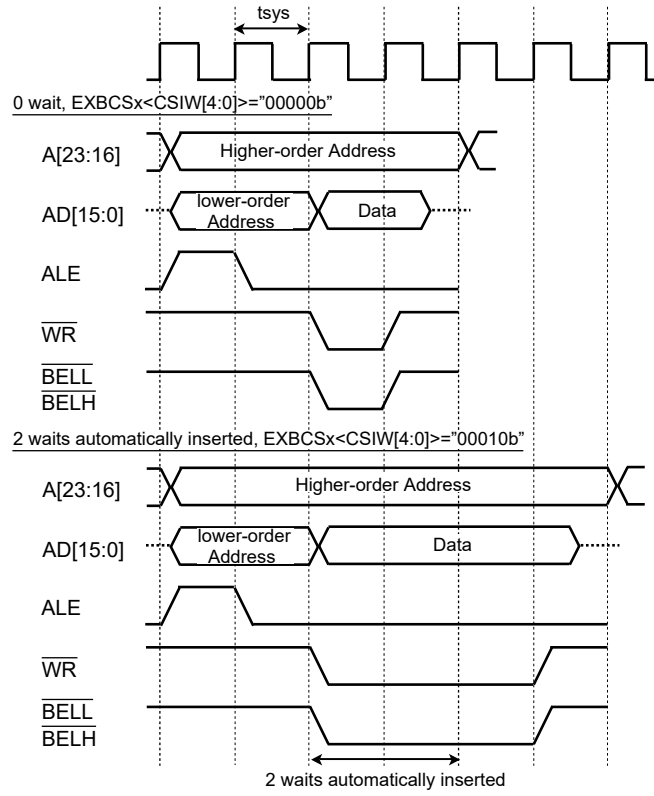 tsys
0 wait, EXBCSx<CSIW[4:0]>=”00000b”
A[23:16]
Higher-order Address
AD[15:0]
lower-order
Address
Data
ALE
WR
BELL
BELH
2 waits automatically inserted, EXBCSx<CSIW[4:0]>=”00010b”
A[23:16]
Higher-order Address
AD[15:0]
lower-order
Address
Data
ALE
WR
BELL
BELH
2 waits automatically inserted